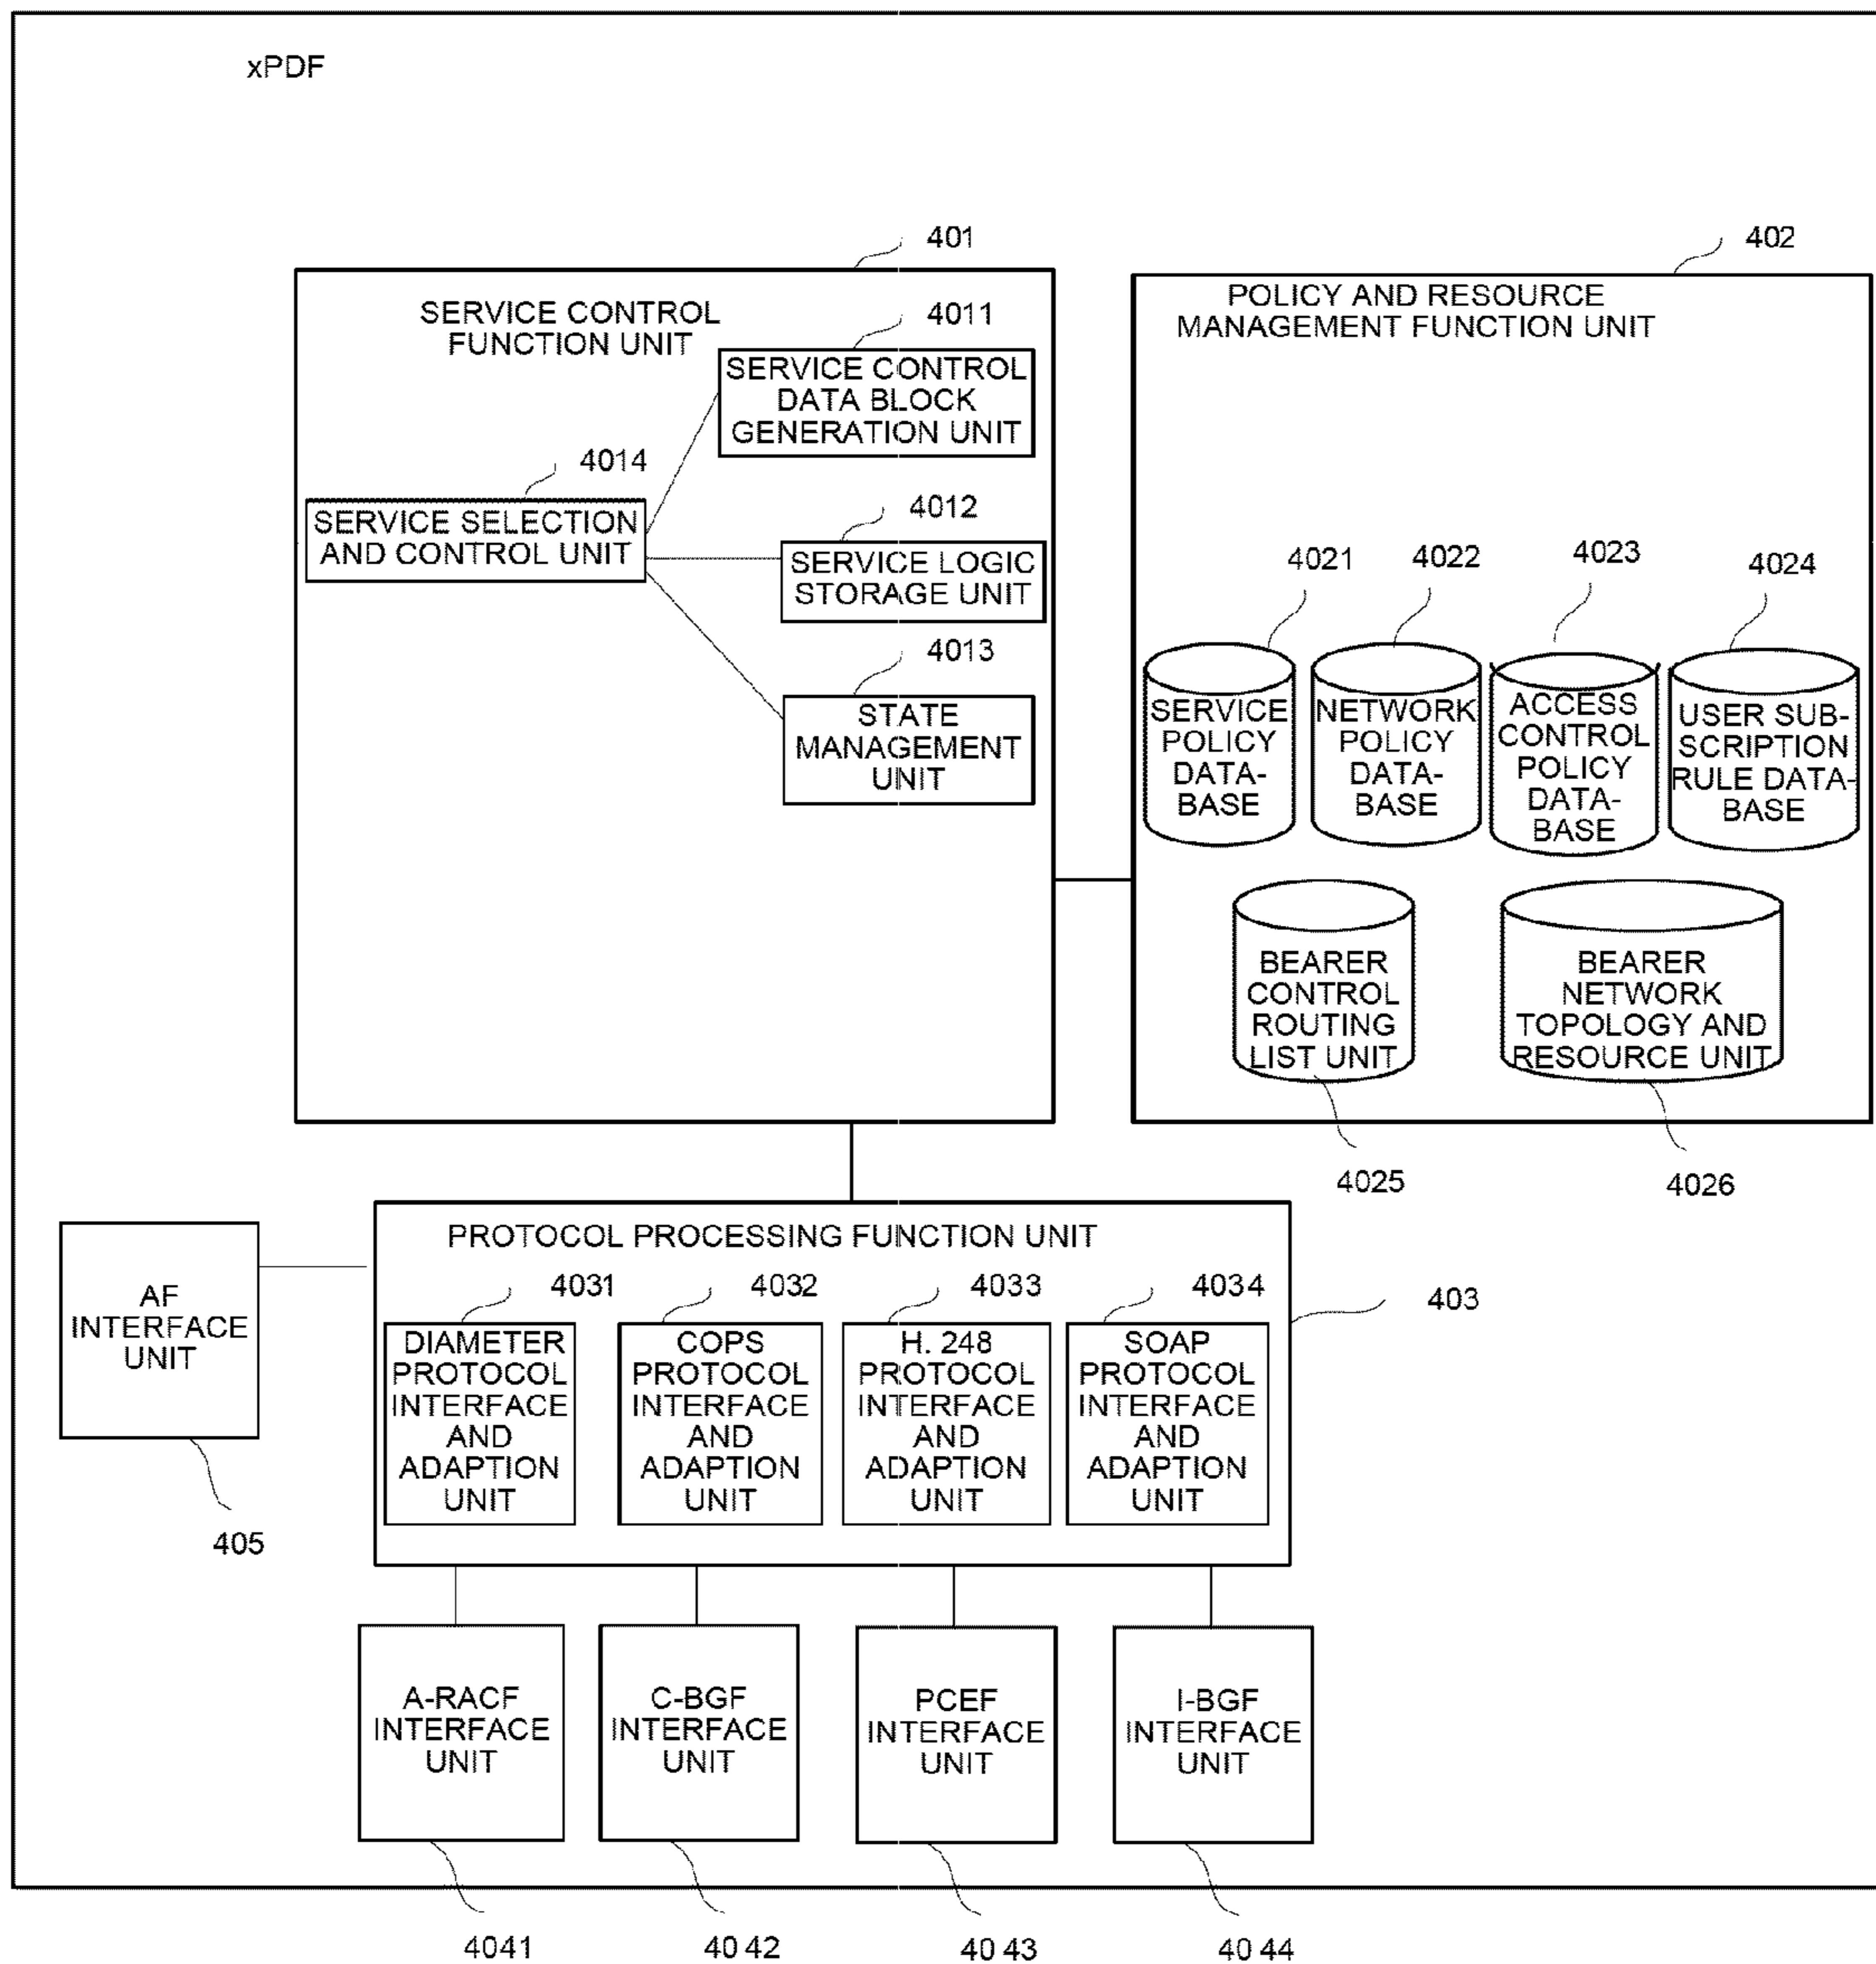 xPDF
401
402
SERVICE CONTROL
FUNCTION UNIT
4011
SERVICE CONTROL
DATA BLOCK
GENERATION UNIT
4014
SERVICE SELECTION
AND CONTROL UNIT
4012
SERVICE LOGIC
STORAGE UNIT
4013
STATE
MANAGEMENT
UNIT
POLICY AND RESOURCE
MANAGEMENT FUNCTION UNIT
4021
4022
4023
4024
SERVICE
POLICY
DATA-
BASE
NETWORK
POLICY
DATA-
BASE
ACCESS
CONTROL
POLICY
DATA-
BASE
USER SUB-
SCRIPTION
RULE DATA-
BASE
BEARER
CONTROL
ROUTING
LIST UNIT
BEARER
NETWORK
TOPOLOGY AND
RESOURCE UNIT
4025
4026
PROTOCOL PROCESSING FUNCTION UNIT
403
AF
INTERFACE
UNIT
405
4031
4032
4033
4034
DIAMETER
PROTOCOL
INTERFACE
AND
ADAPTION
UNIT
COPS
PROTOCOL
INTERFACE
AND
ADAPTION
UNIT
H. 248
PROTOCOL
INTERFACE
AND
ADAPTION
UNIT
SOAP
PROTOCOL
INTERFACE
AND
ADAPTION
UNIT
A-RACF
INTERFACE
UNIT
C-BGF
INTERFACE
UNIT
PCEF
INTERFACE
UNIT
I-BGF
INTERFACE
UNIT
4041
40 42
40 43
40 44